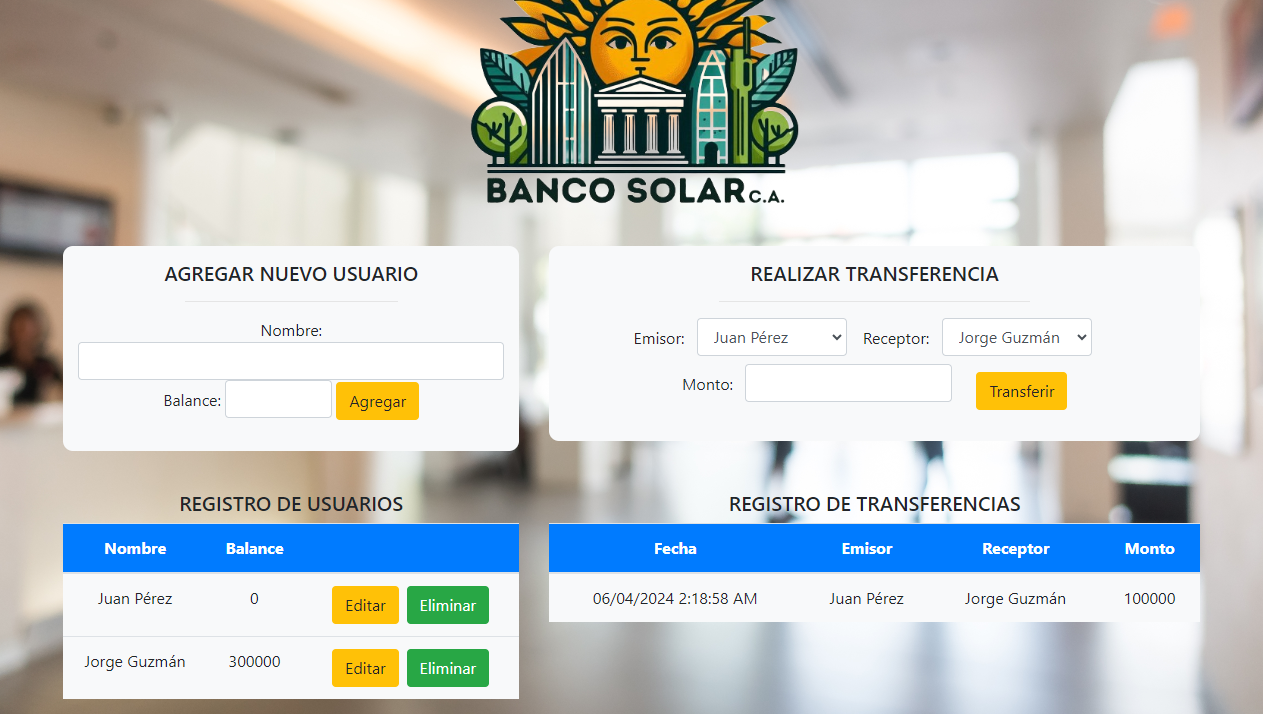 BANCO SOLAR C.A.
AGREGAR NUEVO USUARIO
Nombre:
Balance:
Agregar
REALIZAR TRANSFERENCIA
Emisor: Juan Pérez Receptor: Jorge Guzmán
Monto:
Transferir
REGISTRO DE USUARIOS
Nombre Balance
Juan Pérez 0 Editar Eliminar
Jorge Guzmán 300000 Editar Eliminar
REGISTRO DE TRANSFERENCIAS
Fecha Emisor Receptor Monto
06/04/2024 2:18:58 AM Juan Pérez Jorge Guzmán 100000